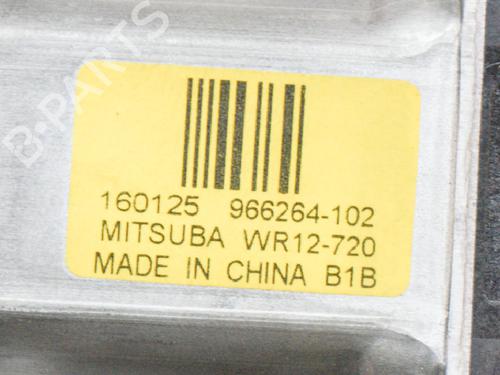 B-PARTS
160125 966264-102
MITSUBA WR12-720
MADE IN CHINA B1B